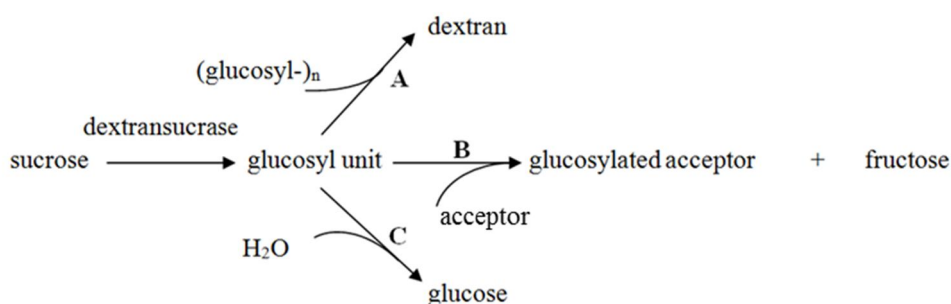 dextran
(glucosyl-)n
A
dextransucrase
sucrose glucosyl unit B glucosylated acceptor + fructose
acceptor
C
H2O
glucose